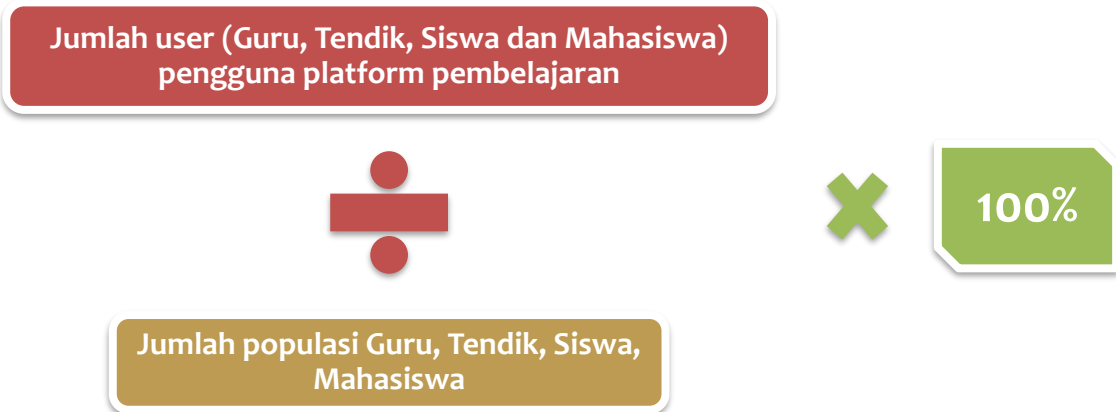 Jumlah user (Guru, Tendik, Siswa dan Mahasiswa)
pengguna platform pembelajaran
100%
Jumlah populasi Guru, Tendik, Siswa,
Mahasiswa